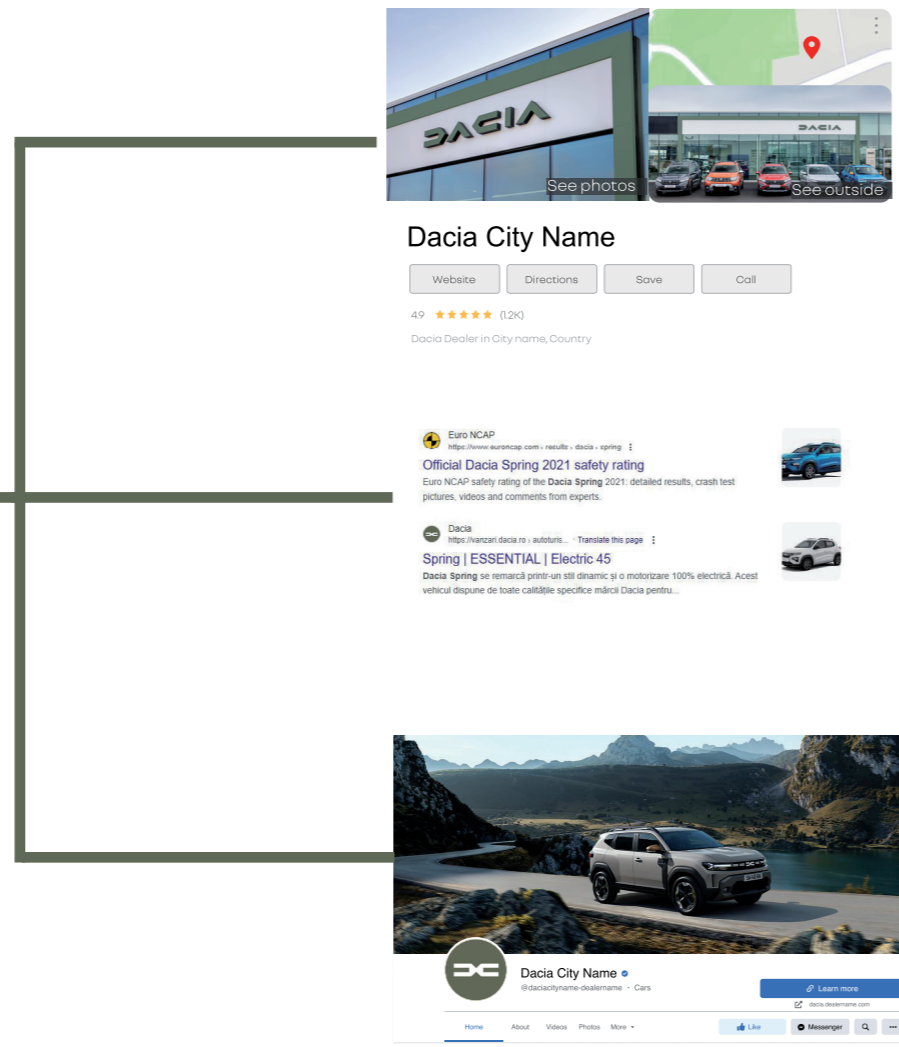 DACIA
See photos
DACIA
See outside
Dacia City Name
Website
Directions
Save
Call
4.9 ★★★★★ (1.2K)
Dacia Dealer in City name, Country
Euro NCAP
https://www.euroncap.com › results › dacia › spring
Official Dacia Spring 2021 safety rating
Euro NCAP safety rating of the Dacia Spring 2021: detailed results, crash test
pictures, videos and comments from experts.
Dacia
https://vanzari.dacia.ro › autoturis... · Translate this page
Spring | ESSENTIAL | Electric 45
Dacia Spring se remarcă printr-un stil dinamic și o motorizare 100% electrică. Acest
vehicul dispune de toate calitățile specifice mărcii Dacia pentru...
Dacia City Name
@daciacityname-dealername - Cars
Learn more
dacia.dealername.com
Home
About
Videos
Photos
More
Like
Messenger